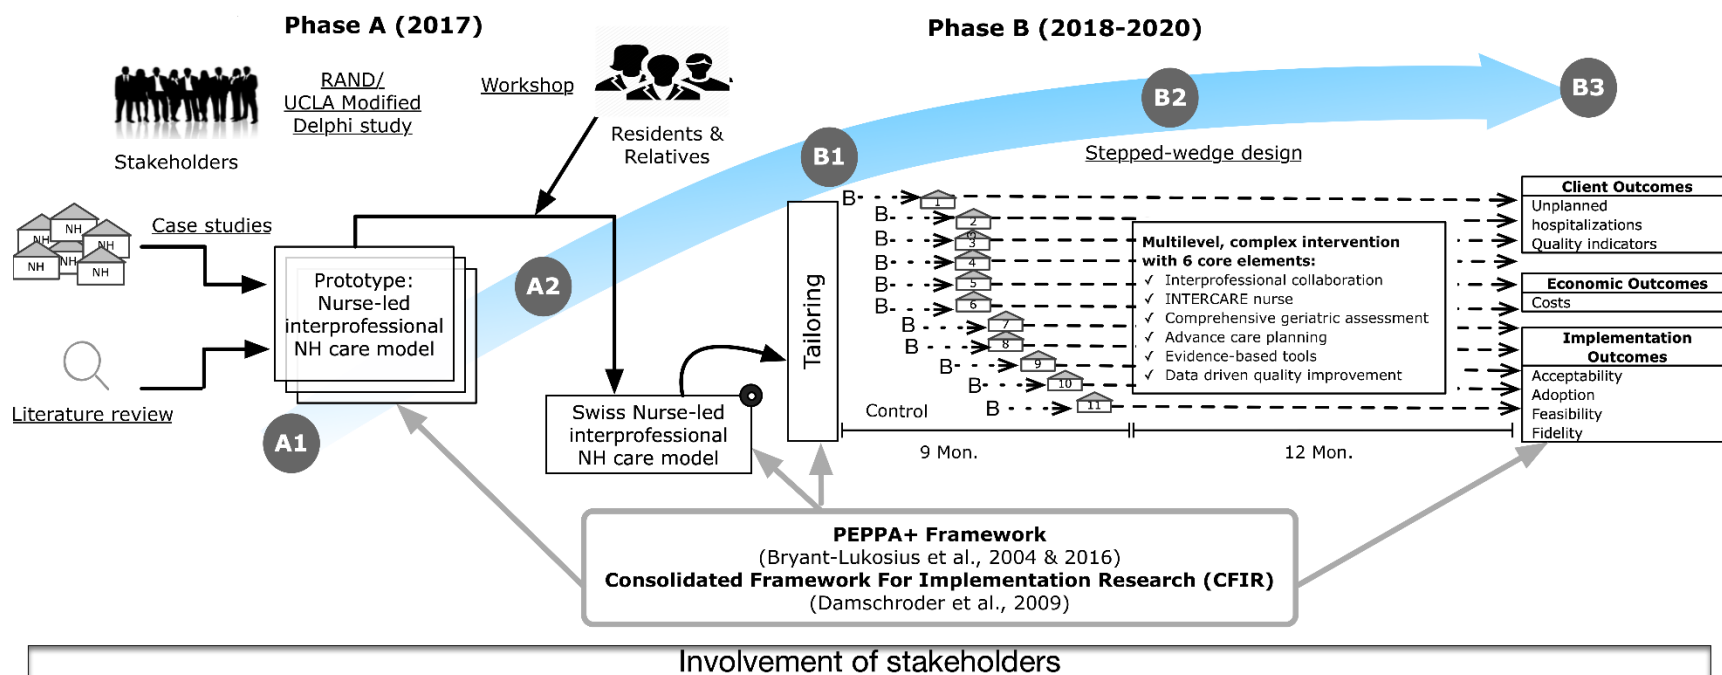 Phase A (2017)
Phase B (2018-2020)
RAND/
UCLA Modified
Delphi study
Workshop
Stakeholders
Residents &
Relatives
B1
B2
B3
Stepped-wedge design
NH
NH
NH
NH
NH
Case studies
Literature review
Prototype:
Nurse-led
interprofessional
NH care model
A1
A2
Swiss Nurse-led
interprofessional
NH care model
Tailoring
B
1
B
2
B
3
B
4
B
5
B
6
B
7
B
8
B
9
B
10
B
11
Control
9 Mon.
12 Mon.
Multilevel, complex intervention
with 6 core elements:
✓ Interprofessional collaboration
✓ INTERCARE nurse
✓ Comprehensive geriatric assessment
✓ Advance care planning
✓ Evidence-based tools
✓ Data driven quality improvement
Client Outcomes
Unplanned
hospitalizations
Quality indicators
Economic Outcomes
Costs
Implementation
Outcomes
Acceptability
Adoption
Feasibility
Fidelity
PEPPA+ Framework
(Bryant-Lukosius et al., 2004 & 2016)
Consolidated Framework For Implementation Research (CFIR)
(Damschroder et al., 2009)
Involvement of stakeholders